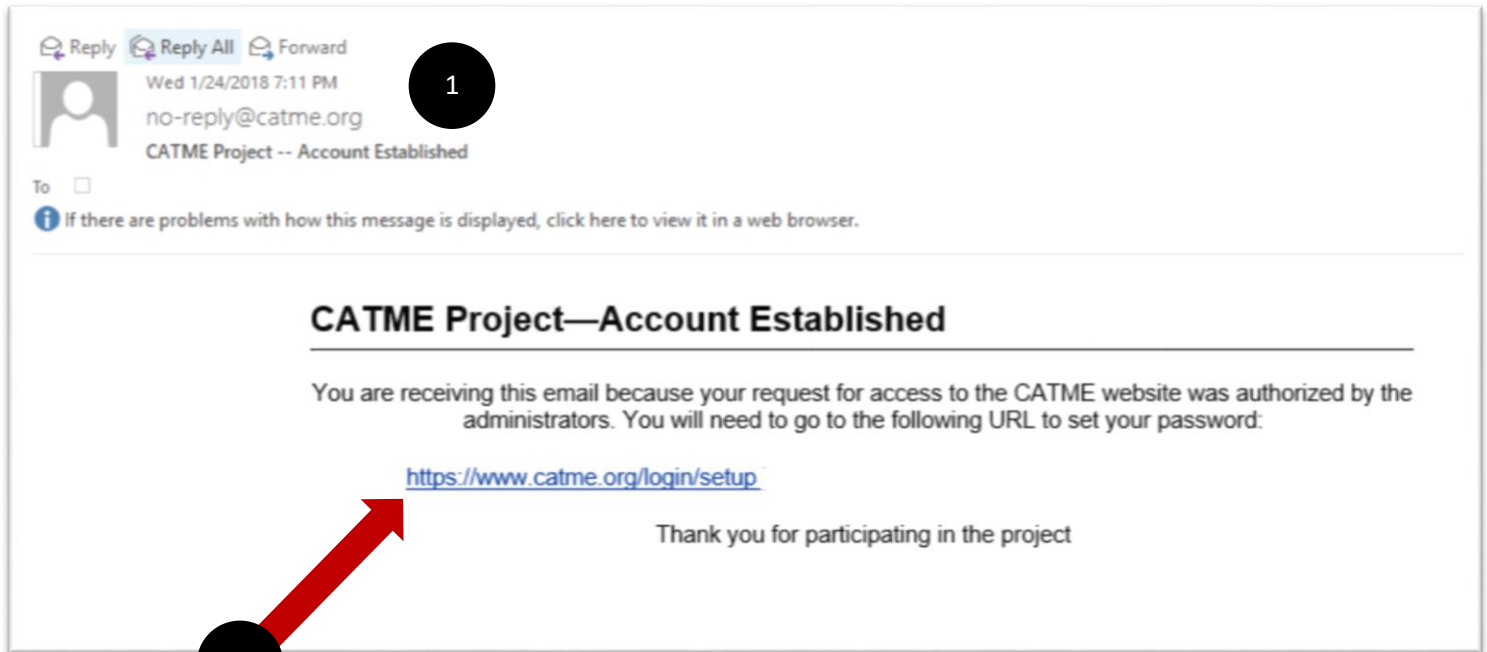 Reply Reply All Forward
Wed 1/24/2018 7:11 PM
1
no-reply@catme.org
CATME Project -- Account Established
To
If there are problems with how this message is displayed, click here to view it in a web browser.
CATME Project—Account Established
You are receiving this email because your request for access to the CATME website was authorized by the
administrators. You will need to go to the following URL to set your password:
https://www.catme.org/login/setup
Thank you for participating in the project